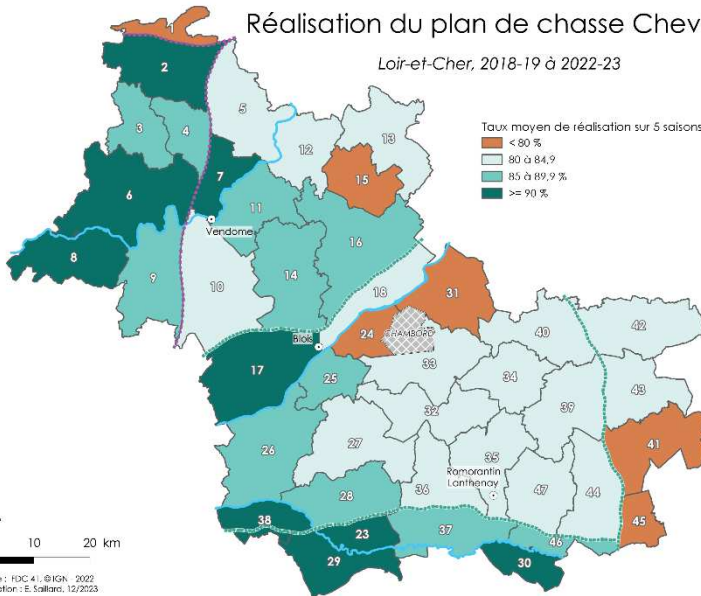 Réalisation du plan de chasse Chev
Loir-et-Cher, 2018-19 à 2022-23
Taux moyen de réalisation sur 5 saisons
< 80 %
80 à 84,9
85 à 89,9 %
>= 90 %
1
2
5
13
3
4
12
15
7
6
11
16
Vendome
8
9
10
14
18
31
24
CHAMBORD
40
42
Blois
33
17
25
34
43
39
32
41
26
27
35
Romorantin
Lanthenay
28
36
47
44
45
38
23
37
46
29
30
10 20 km
: FDC 41, ©IGN - 2022
ation : E. Saillard, 12/2023